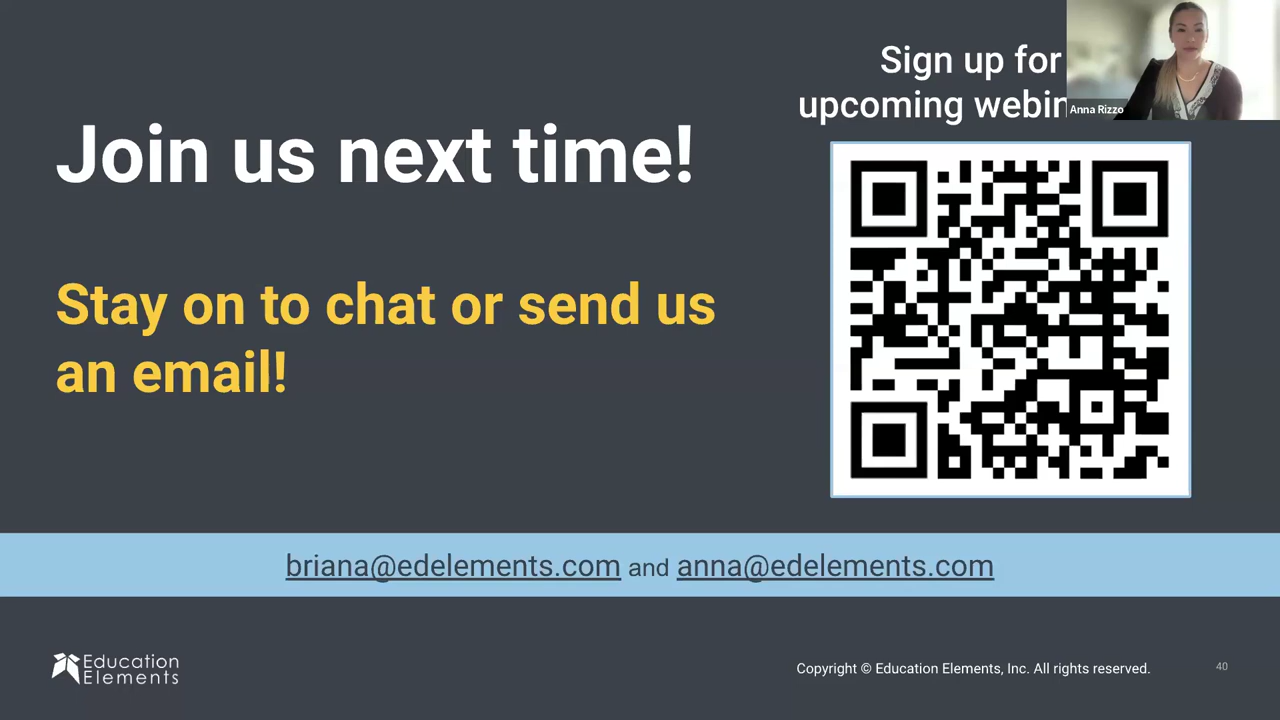 Sign up for
upcoming webin
Anna Rizzo
Join us next time!
Stay on to chat or send us
an email!
briana@edelements.com and anna@edelements.com
Education
Elements
Copyright © Education Elements, Inc. All rights reserved.
40